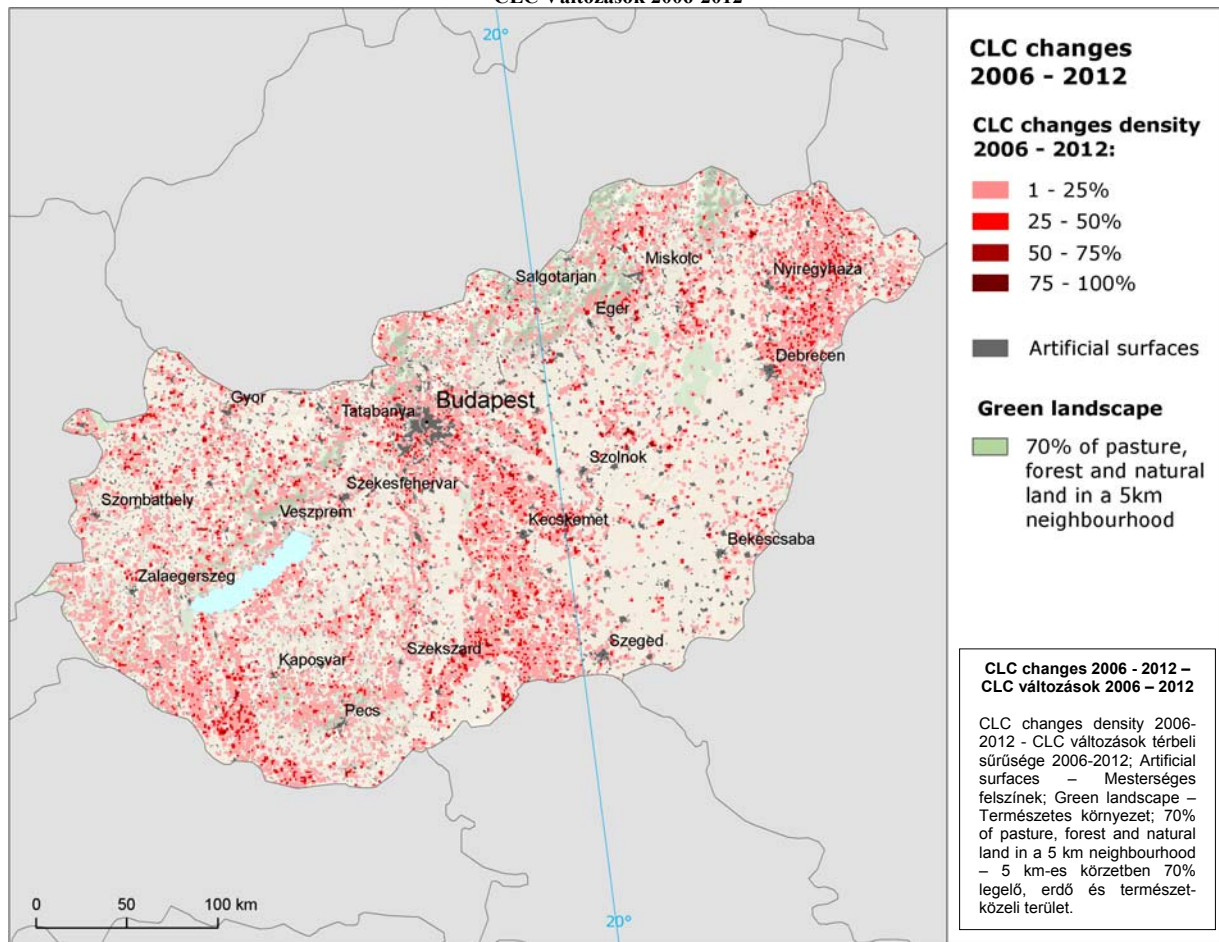 CLC Változások 2006-2012
20°
Salgotarjan
Miskolc
Nyiregyhaza
Eger
Debrecen
Gyor
Tatabanya
Budapest
Szolnok
Szombathely
Szekesfehervar
Veszprem
Kecskemet
Bekescsaba
Zalaegerszeg
Szekszard
Szeged
Kaposvar
Pecs
0 50 100 km
20°
CLC changes
2006 - 2012
CLC changes density
2006 - 2012:
1 - 25%
25 - 50%
50 - 75%
75 - 100%
Artificial surfaces
Green landscape
70% of pasture,
forest and natural
land in a 5km
neighbourhood
CLC changes 2006 - 2012 –
CLC változások 2006 – 2012
CLC changes density 2006-
2012 - CLC változások térbeli
sűrűsége 2006-2012; Artificial
surfaces – Mesterséges
felszínek; Green landscape –
Természetes környezet; 70%
of pasture, forest and natural
land in a 5 km neighbourhood
– 5 km-es körzetben 70%
legelő, erdő és természet-
közeli terület.